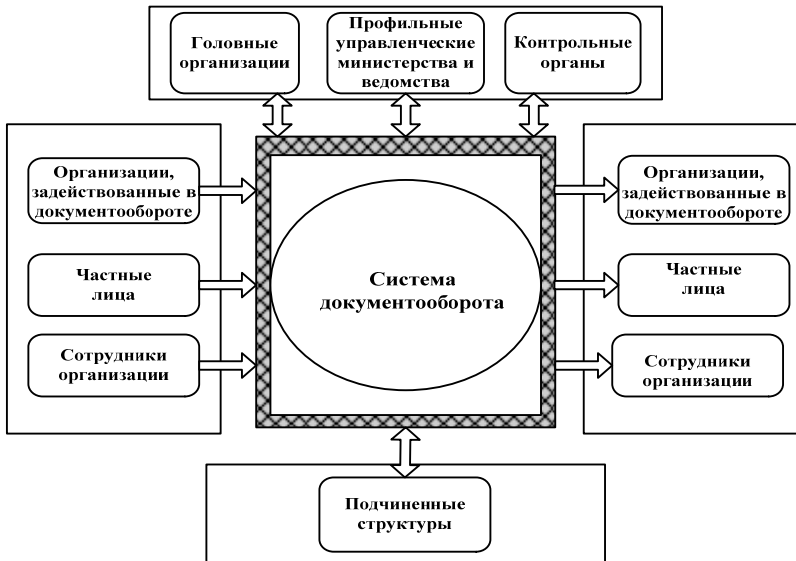 Головные
организации
Профильные
управленческие
министерства и
ведомства
Контрольные
органы
Организации,
задействованные в
документообороте
Частные
лица
Сотрудники
организации
Система
документооборота
Организации,
задействованные в
документообороте
Частные
лица
Сотрудники
организации
Подчиненные
структуры